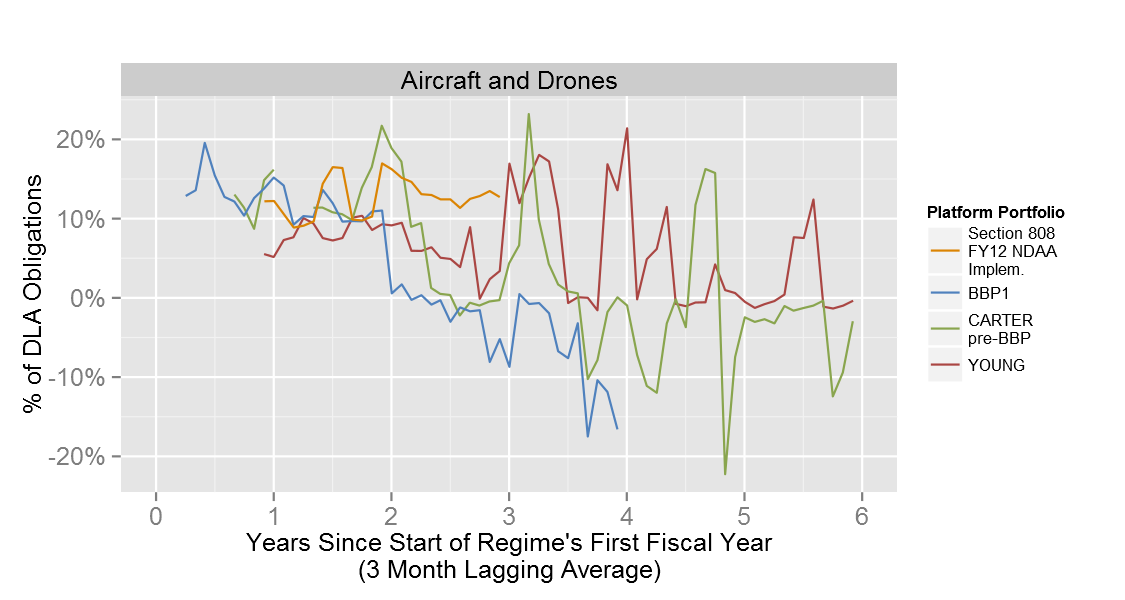 Aircraft and Drones
% of DLA Obligations
20%
10%
0%
-10%
-20%
0 1 2 3 4 5 6
Years Since Start of Regime's First Fiscal Year
(3 Month Lagging Average)
Platform Portfolio
Section 808
FY12 NDAA
Implem.
BBP1
CARTER
pre-BBP
YOUNG